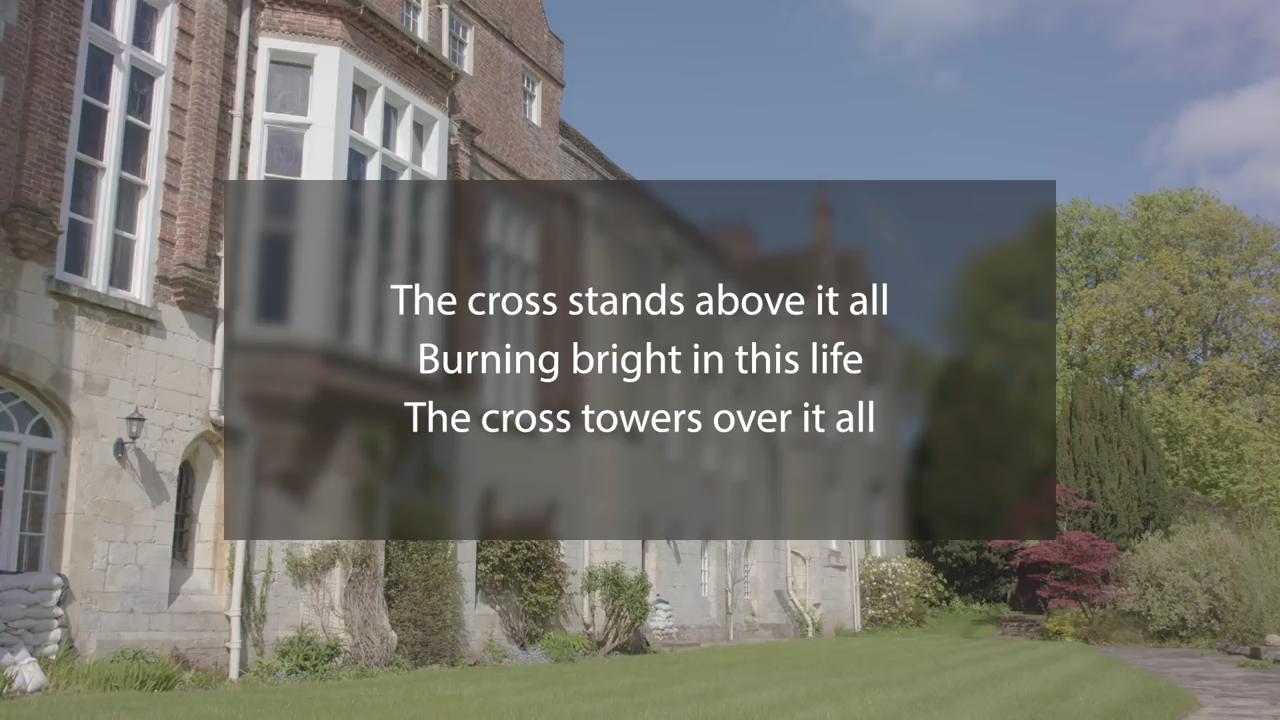 The cross stands above it all
Burning bright in this life
The cross towers over it all